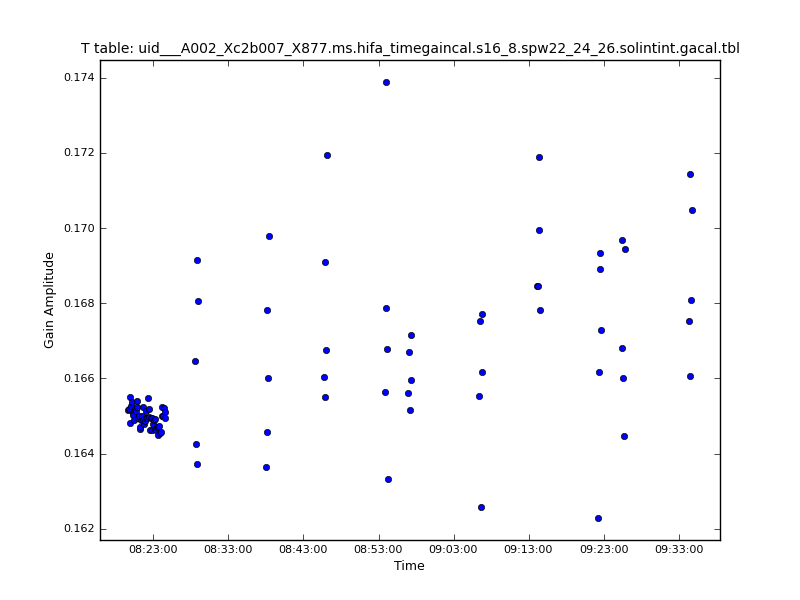 T table: uid___A002_Xc2b007_X877.ms.hifa_timegaincal.s16_8.spw22_24_26.solintint.gacal.tbl
0.174
0.172
0.170
0.168
0.166
0.164
0.162
Gain Amplitude
08:23:00 08:33:00 08:43:00 08:53:00 09:03:00 09:13:00 09:23:00 09:33:00
Time